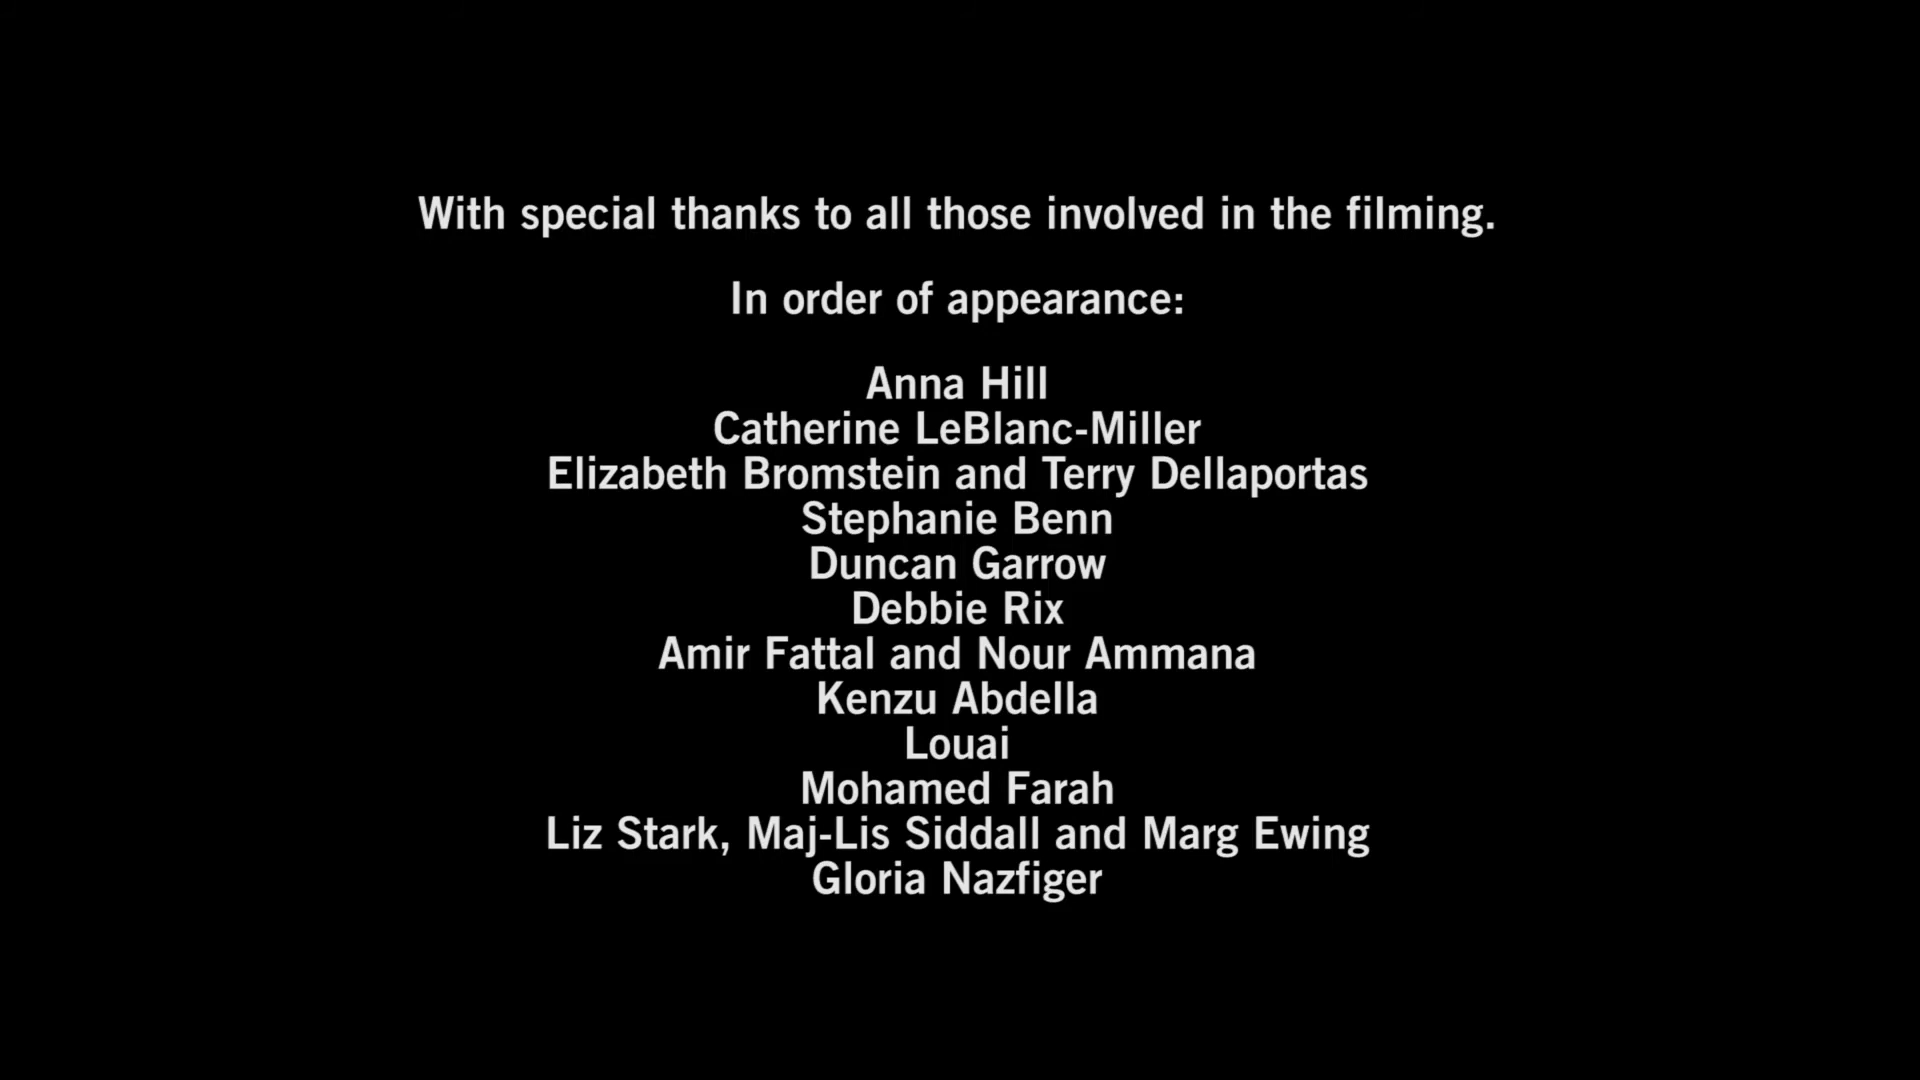 With special thanks to all those involved in the filming.
In order of appearance:
Anna Hill
Catherine LeBlanc-Miller
Elizabeth Bromstein and Terry Dellaportas
Stephanie Benn
Duncan Garrow
Debbie Rix
Amir Fattal and Nour Ammana
Kenzu Abdella
Louai
Mohamed Farah
Liz Stark, Maj-Lis Siddall and Marg Ewing
Gloria Nazfiger